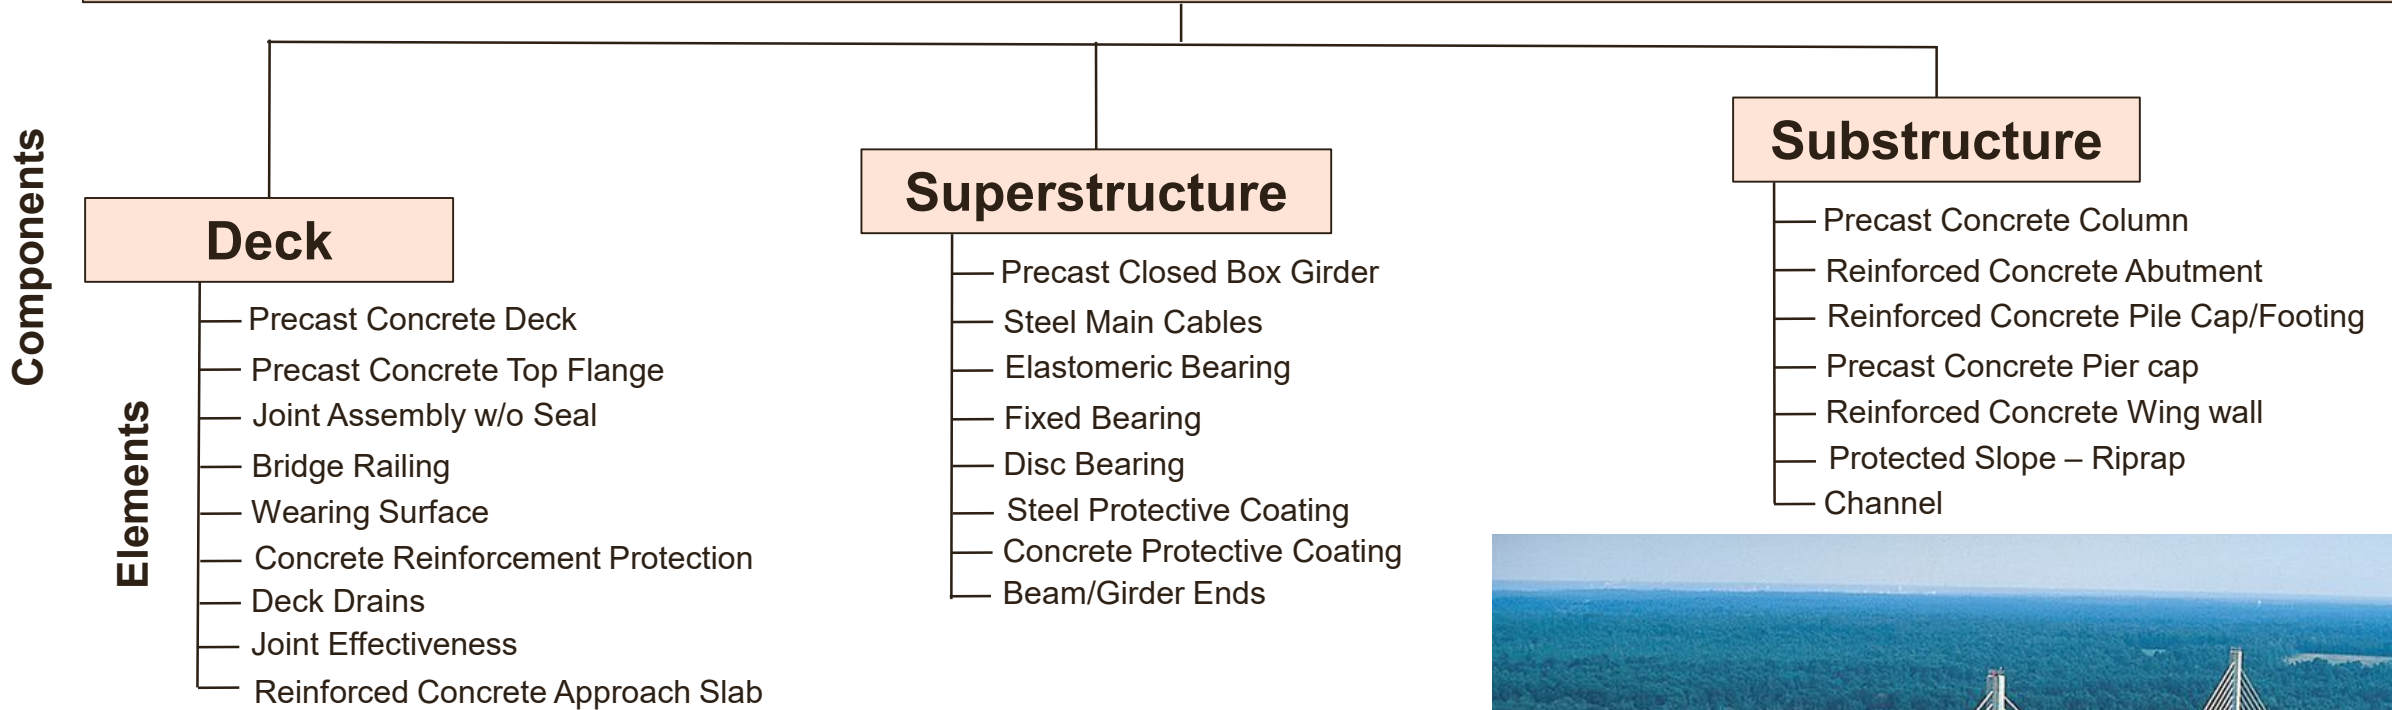 Components
Elements
Deck
Precast Concrete Deck
Precast Concrete Top Flange
Joint Assembly w/o Seal
Bridge Railing
Wearing Surface
Concrete Reinforcement Protection
Deck Drains
Joint Effectiveness
Reinforced Concrete Approach Slab
Superstructure
Precast Closed Box Girder
Steel Main Cables
Elastomeric Bearing
Fixed Bearing
Disc Bearing
Steel Protective Coating
Concrete Protective Coating
Beam/Girder Ends
Substructure
Precast Concrete Column
Reinforced Concrete Abutment
Reinforced Concrete Pile Cap/Footing
Precast Concrete Pier cap
Reinforced Concrete Wing wall
Protected Slope – Riprap
Channel